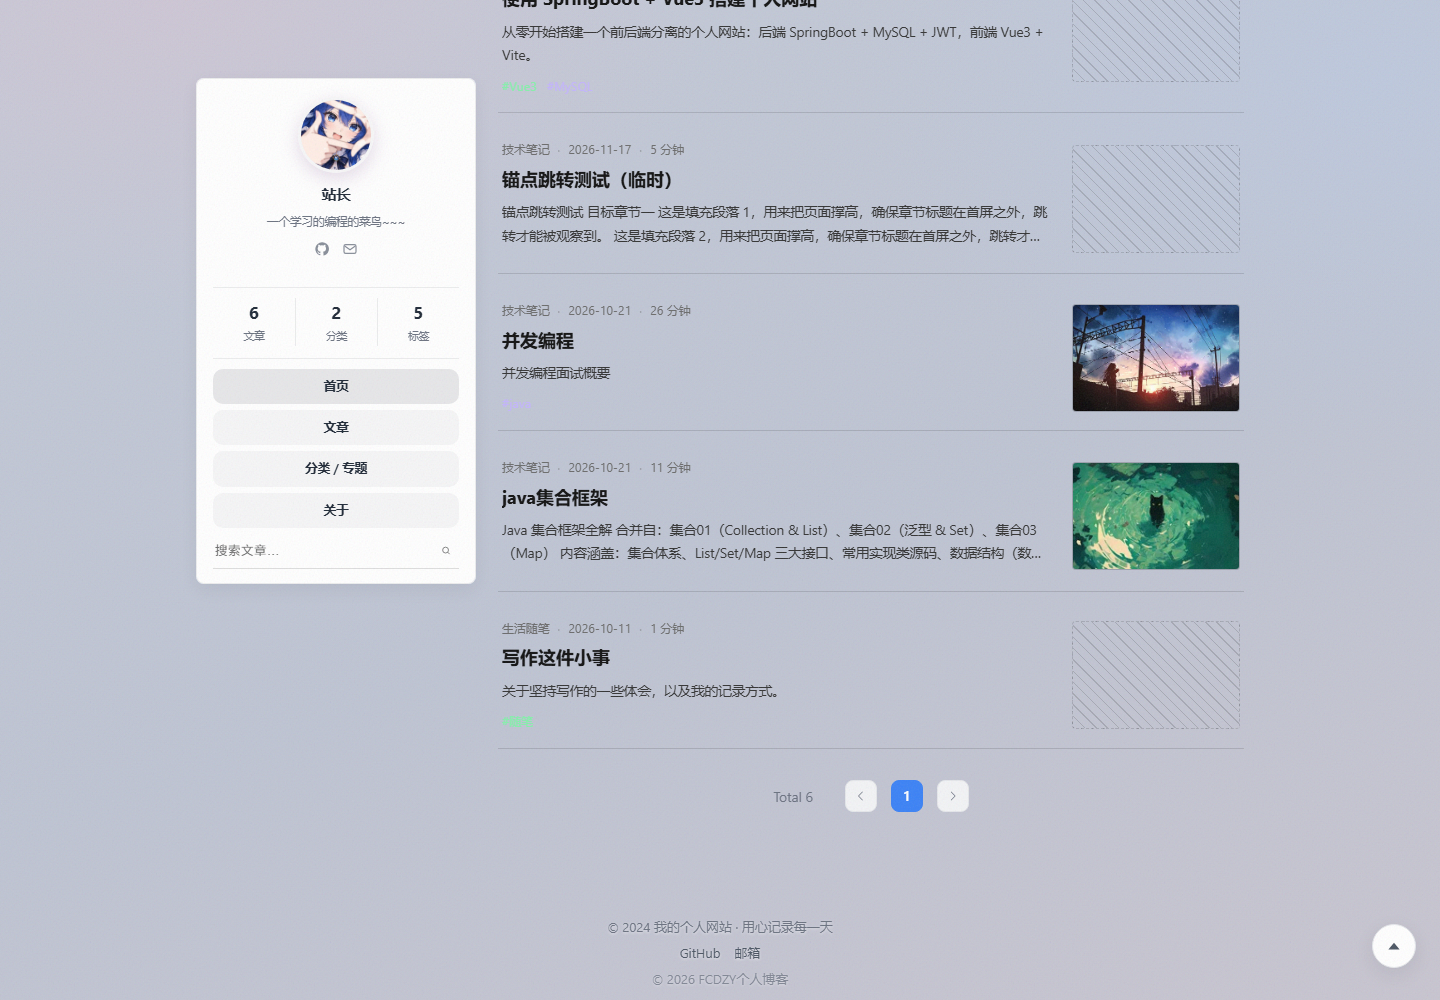 站长
一个学习的编程的菜鸟~~~
6
文章
2
分类
5
标签
首页
文章
分类 / 专题
关于
搜索文章...
使用 SpringBoot + Vue3 搭建个人网站
从零开始搭建一个前后端分离的个人网站：后端 SpringBoot + MySQL + JWT，前端 Vue3 +
Vite。
#Vue3 #MySQL
技术笔记 · 2026-11-17 · 5 分钟
锚点跳转测试（临时）
锚点跳转测试 目标章节一 这是填充段落 1，用来把页面撑高，确保章节标题在首屏之外，跳
转才能被观察到。 这是填充段落 2，用来把页面撑高，确保章节标题在首屏之外，跳转才...
技术笔记 · 2026-10-21 · 26 分钟
并发编程
并发编程面试概要
技术笔记 · 2026-10-21 · 11 分钟
java集合框架
Java 集合框架全解 合并自：集合01（Collection & List）、集合02（泛型 & Set）、集合03
（Map） 内容涵盖：集合体系、List/Set/Map 三大接口、常用实现类源码、数据结构（数...
生活随笔 · 2026-10-11 · 1 分钟
写作这件小事
关于坚持写作的一些体会，以及我的记录方式。
Total 6
1
© 2024 我的个人网站 · 用心记录每一天
GitHub 邮箱
© 2026 FCDZY个人博客